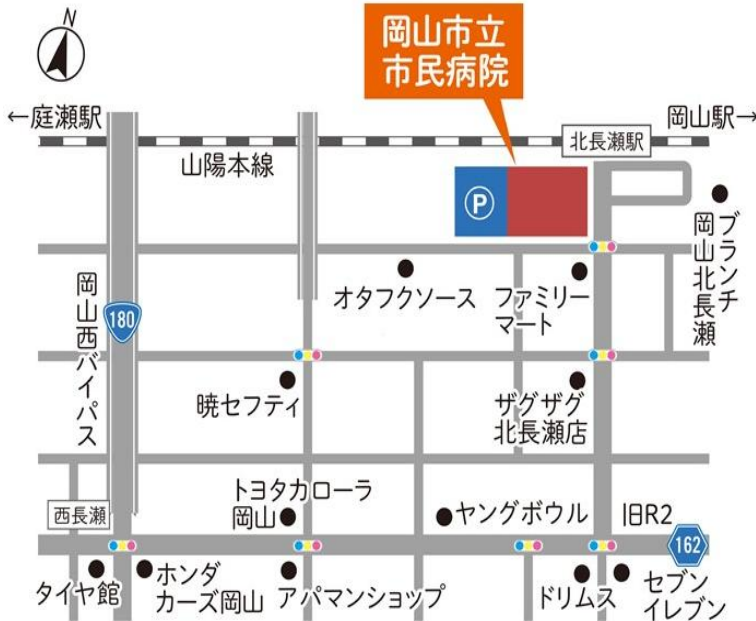 N
岡山市立
市民病院
←庭瀬駅
岡山駅→
北長瀬駅
山陽本線
P
ブランチ
岡山北長瀬
オタフクソース
ファミリー
マート
岡山西バイパス
180
暁セフティ
ザグザグ
北長瀬店
トヨタカローラ
岡山
西長瀬
ヤングボウル
旧R2
162
タイヤ館
ホンダ
カーズ岡山
アパマンショップ
ドリムス
セブン
イレブン